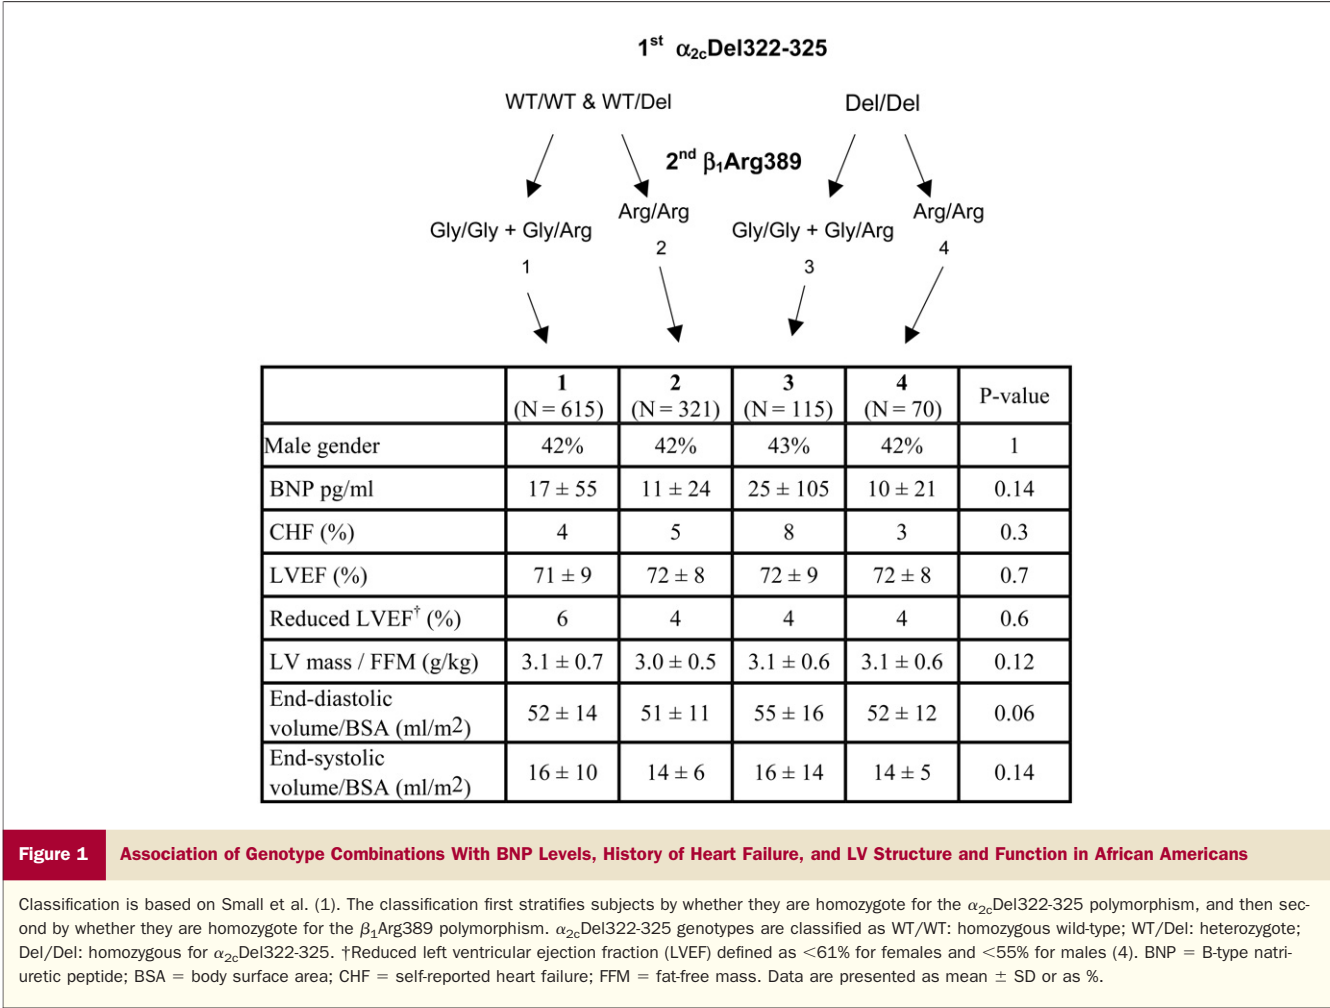 1st α2cDel322-325
WT/WT & WT/Del
Del/Del
2nd β1Arg389
Gly/Gly + Gly/Arg
1
Arg/Arg
2
Gly/Gly + Gly/Arg
3
Arg/Arg
4
1 (N = 615) 2 (N = 321) 3 (N = 115) 4 (N = 70) P-value
Male gender 42% 42% 43% 42% 1
BNP pg/ml 17 ± 55 11 ± 24 25 ± 105 10 ± 21 0.14
CHF (%) 4 5 8 3 0.3
LVEF (%) 71 ± 9 72 ± 8 72 ± 9 72 ± 8 0.7
Reduced LVEF† (%) 6 4 4 4 0.6
LV mass / FFM (g/kg) 3.1 ± 0.7 3.0 ± 0.5 3.1 ± 0.6 3.1 ± 0.6 0.12
End-diastolic
volume/BSA (ml/m2) 52 ± 14 51 ± 11 55 ± 16 52 ± 12 0.06
End-systolic
volume/BSA (ml/m2) 16 ± 10 14 ± 6 16 ± 14 14 ± 5 0.14
Figure 1 Association of Genotype Combinations With BNP Levels, History of Heart Failure, and LV Structure and Function in African Americans
Classification is based on Small et al. (1). The classification first stratifies subjects by whether they are homozygote for the α2cDel322-325 polymorphism, and then sec-
ond by whether they are homozygote for the β1Arg389 polymorphism. α2cDel322-325 genotypes are classified as WT/WT: homozygous wild-type; WT/Del: heterozygote;
Del/Del: homozygous for α2cDel322-325. †Reduced left ventricular ejection fraction (LVEF) defined as <61% for females and <55% for males (4). BNP = B-type natri-
uretic peptide; BSA = body surface area; CHF = self-reported heart failure; FFM = fat-free mass. Data are presented as mean ± SD or as %.